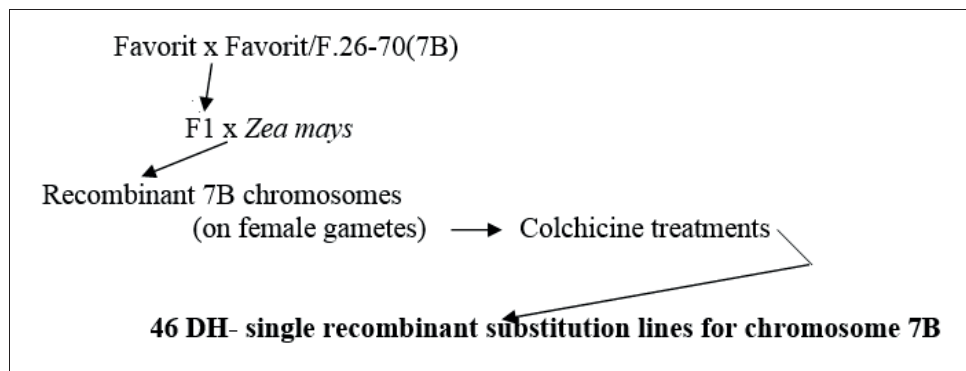 Favorit x Favorit/F.26-70(7B)
F1 x Zea mays
Recombinant 7B chromosomes
(on female gametes)
Colchicine treatments
46 DH- single recombinant substitution lines for chromosome 7B